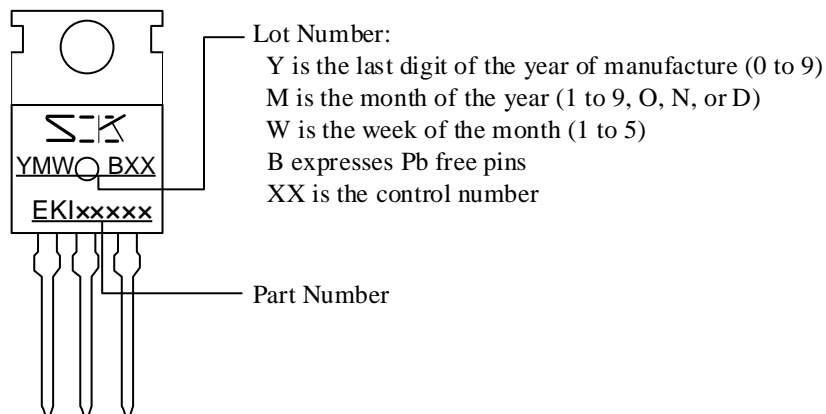 Lot Number:
Y is the last digit of the year of manufacture (0 to 9)
M is the month of the year (1 to 9, O, N, or D)
W is the week of the month (1 to 5)
B expresses Pb free pins
XX is the control number
SK
YMW BXX
EKI×××××
Part Number